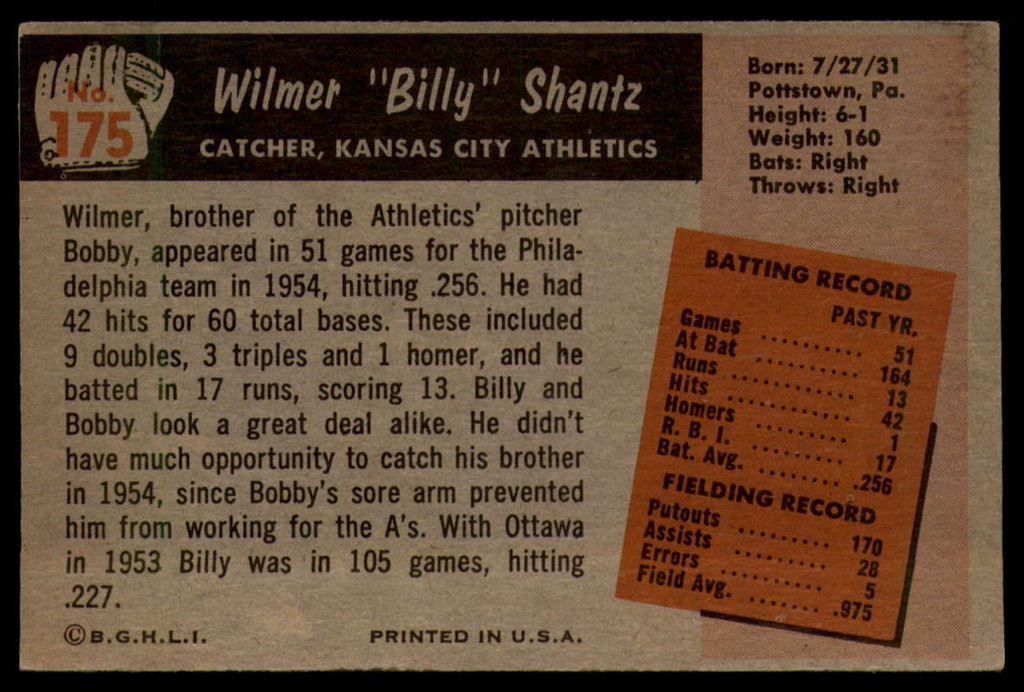 No.
175
Wilmer "Billy" Shantz
CATCHER, KANSAS CITY ATHLETICS
Born: 7/27/31
Pottstown, Pa.
Height: 6-1
Weight: 160
Bats: Right
Throws: Right
Wilmer, brother of the Athletics' pitcher
Bobby, appeared in 51 games for the Phila-
delphia team in 1954, hitting .256. He had
42 hits for 60 total bases. These included
9 doubles, 3 triples and 1 homer, and he
batted in 17 runs, scoring 13. Billy and
Bobby look a great deal alike. He didn't
have much opportunity to catch his brother
in 1954, since Bobby's sore arm prevented
him from working for the A's. With Ottawa
in 1953 Billy was in 105 games, hitting
.227.
BATTING RECORD
PAST YR.
Games .......... 51
At Bat .......... 164
Runs .......... 13
Hits .......... 42
Homers .......... 1
R. B. I. .......... 17
Bat. Avg. ....... .256
FIELDING RECORD
Putouts ......... 170
Assists ......... 28
Errors .......... 5
Field Avg. ....... .975
©B.G.H.L.I.
PRINTED IN U.S.A.